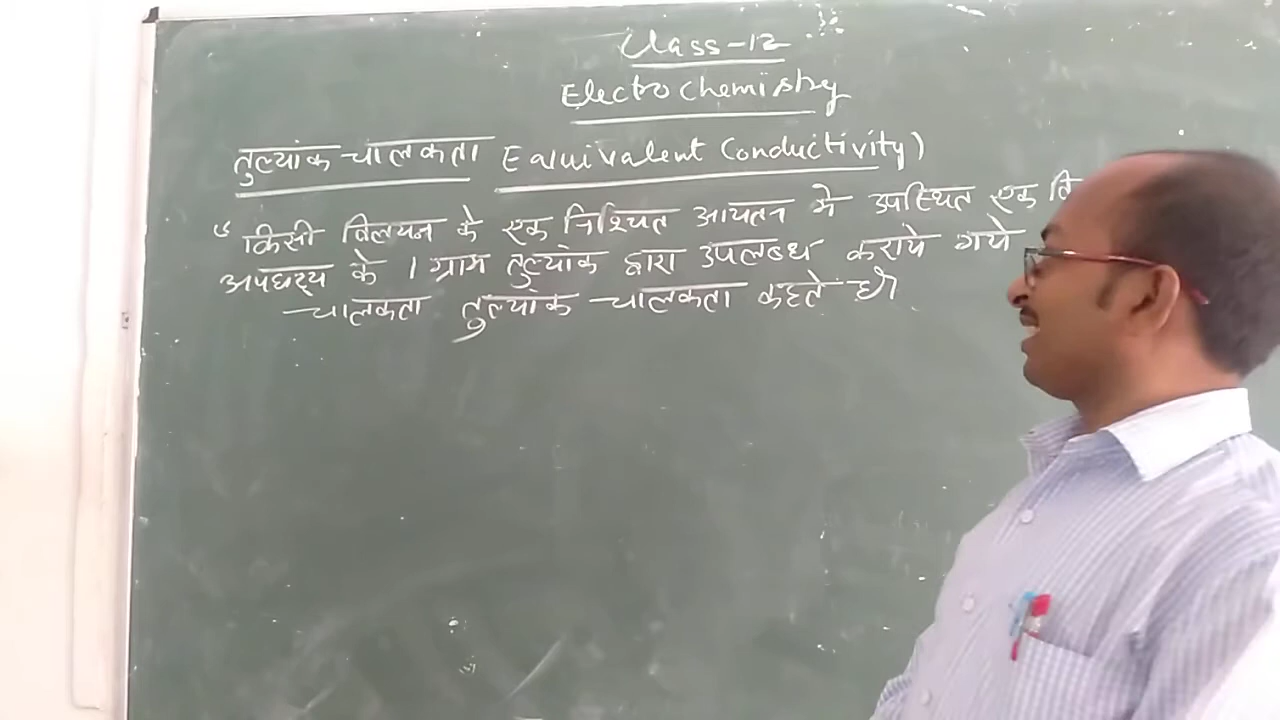 Class-12
Electrochemistry
तुल्यांक चालकता Equivalent Conductivity)
" किसी विलयन के एक निश्चित आयतन मे उपस्थित एक
अपघट्य के 1 ग्राम तुल्यांक द्वारा उपलब्ध कराये गये
चालकता तुल्यांक चालकता कहते है